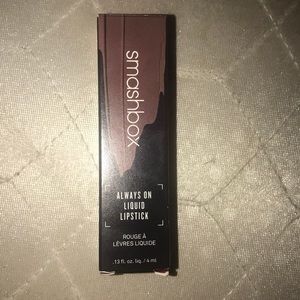 smashbox
ALWAYS ON
LIQUID
LIPSTICK
ROUGE À
LÈVRES LIQUIDE
.13 fl. oz. liq. / 4 ml